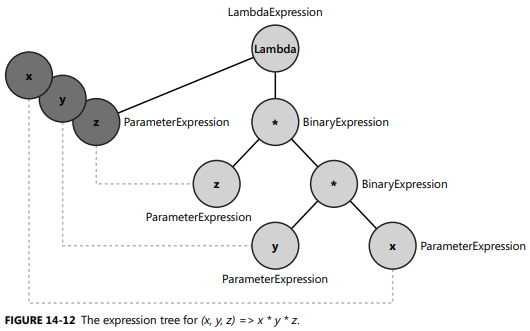 LambdaExpression
Lambda
x
y
z
ParameterExpression
*
BinaryExpression
z
*
BinaryExpression
ParameterExpression
y
x
ParameterExpression
ParameterExpression
FIGURE 14-12 The expression tree for (x, y, z) => x * y * z.